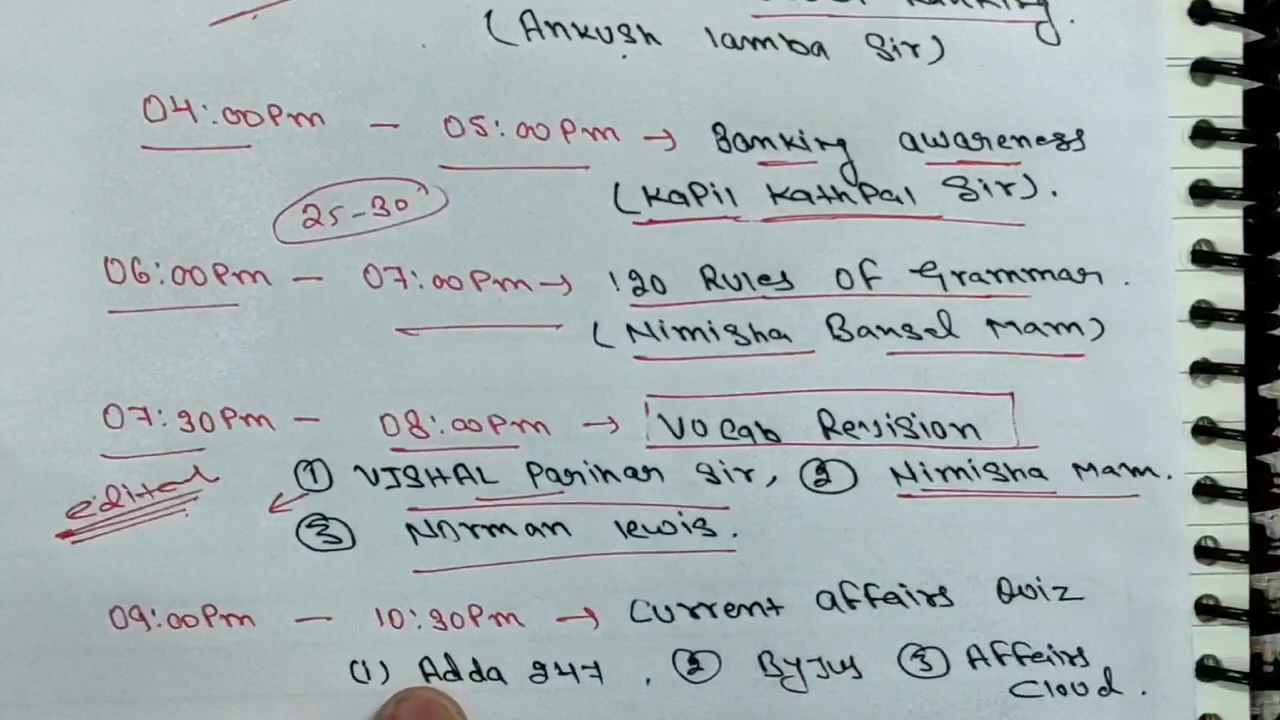 (Ankush lamba Sir)
04:00Pm - 05:00Pm → Banking awareness
25-30'
(Kapil Kathpal Sir).
06:00Pm - 07:00Pm → 120 Rules Of Grammar.
(Nimisha Bansal Mam)
07:30Pm - 08:00Pm → Vocab Revision
edited
① VISHAL Parihar Sir, ② Nimisha Mam.
③ Norman lewis.
09:00Pm - 10:30Pm → Current affairs Quiz
(1) Adda 247, ② Byjus ③ Affairs
Cloud.